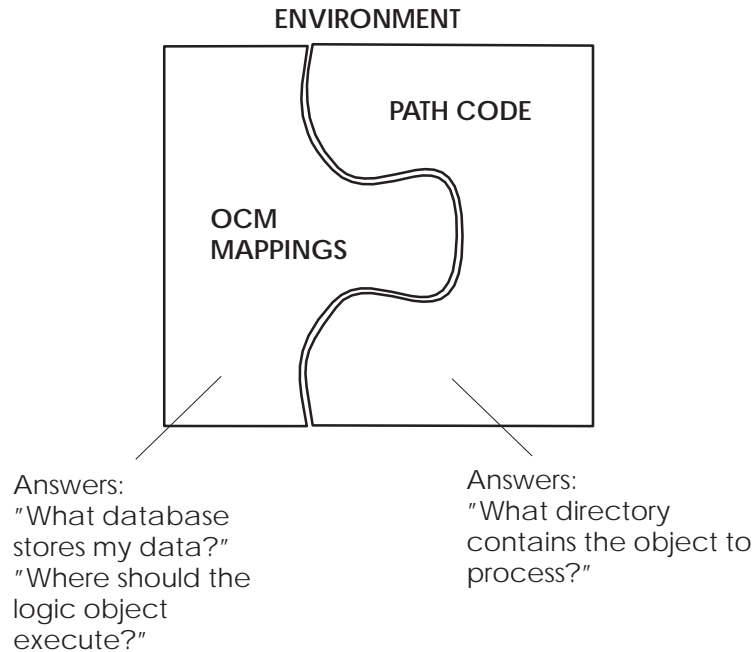 ENVIRONMENT
PATH CODE
OCM
MAPPINGS
Answers:
"What database
stores my data?"
"Where should the
logic object
execute?"
Answers:
"What directory
contains the object to
process?"